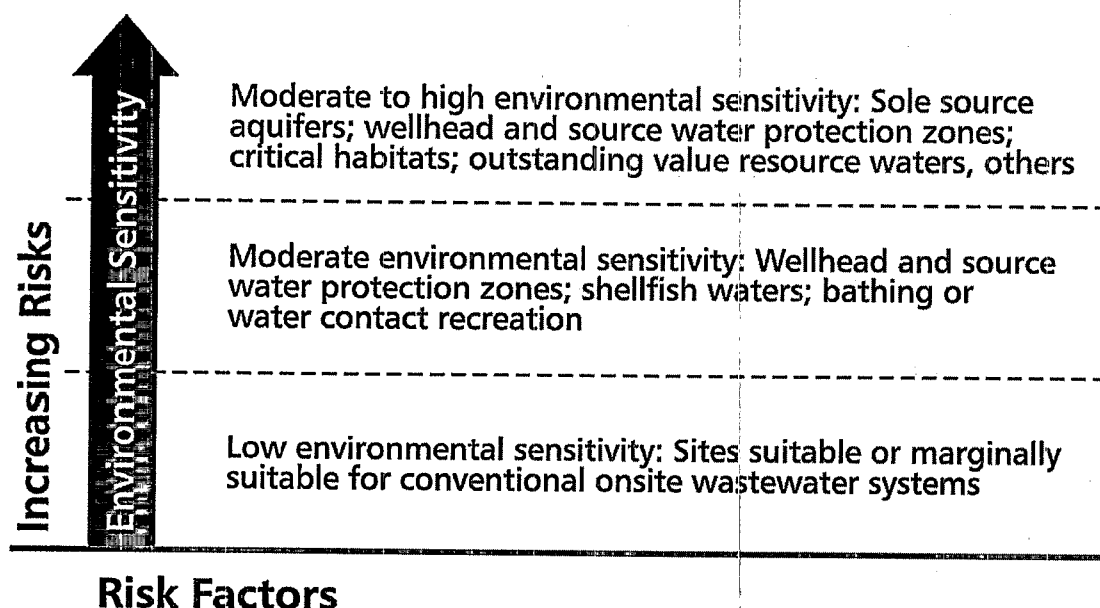 Increasing Risks
Environmental Sensitivity
Moderate to high environmental sensitivity: Sole source
aquifers; wellhead and source water protection zones;
critical habitats; outstanding value resource waters, others
Moderate environmental sensitivity: Wellhead and source
water protection zones; shellfish waters; bathing or
water contact recreation
Low environmental sensitivity: Sites suitable or marginally
suitable for conventional onsite wastewater systems
Risk Factors